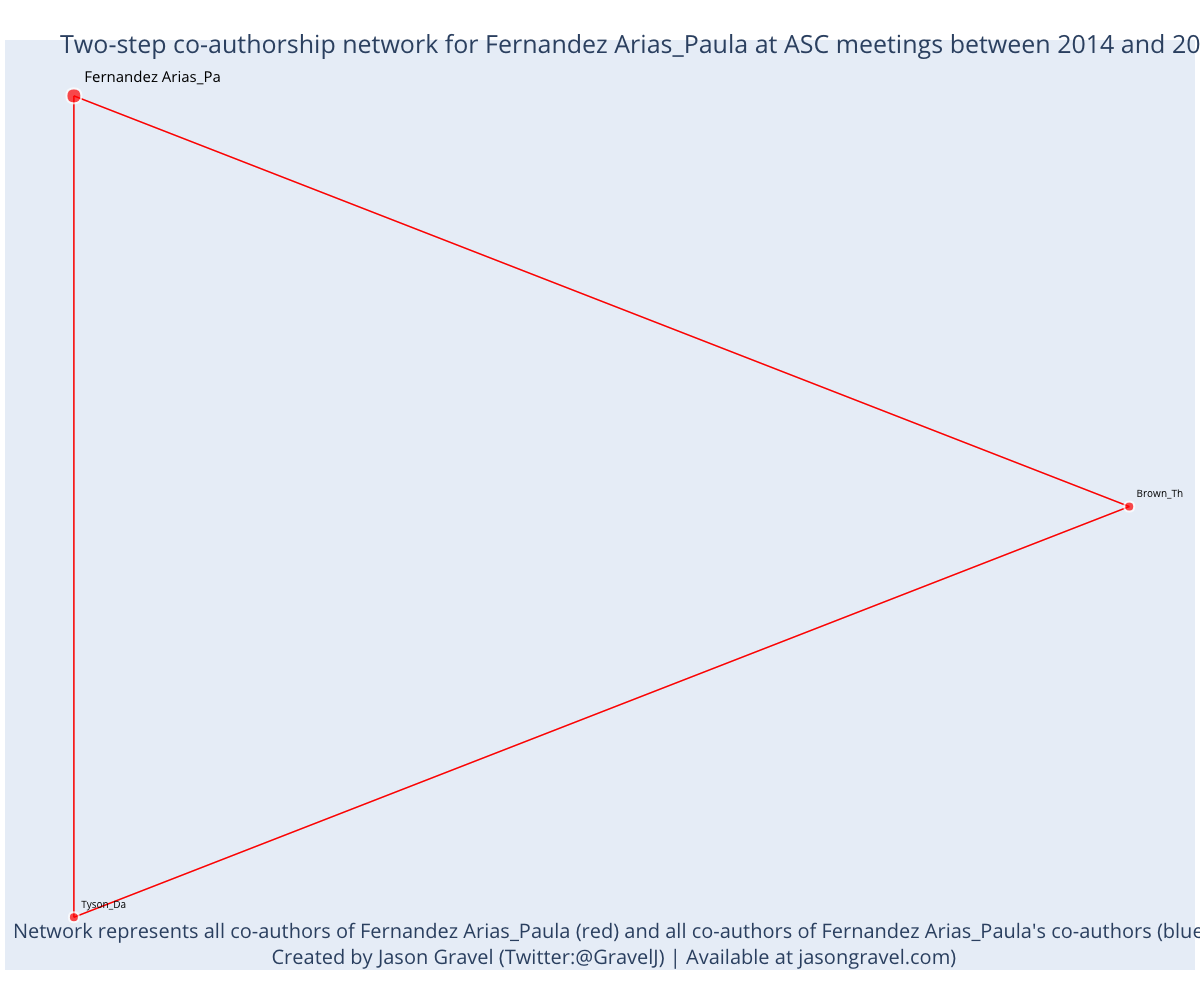 Two-step co-authorship network for Fernandez Arias_Paula at ASC meetings between 2014 and 20
Fernandez Arias_Pa
Brown_Th
Tyson_Da
Network represents all co-authors of Fernandez Arias_Paula (red) and all co-authors of Fernandez Arias_Paula's co-authors (blue
Created by Jason Gravel (Twitter:@GravelJ) | Available at jasongravel.com)